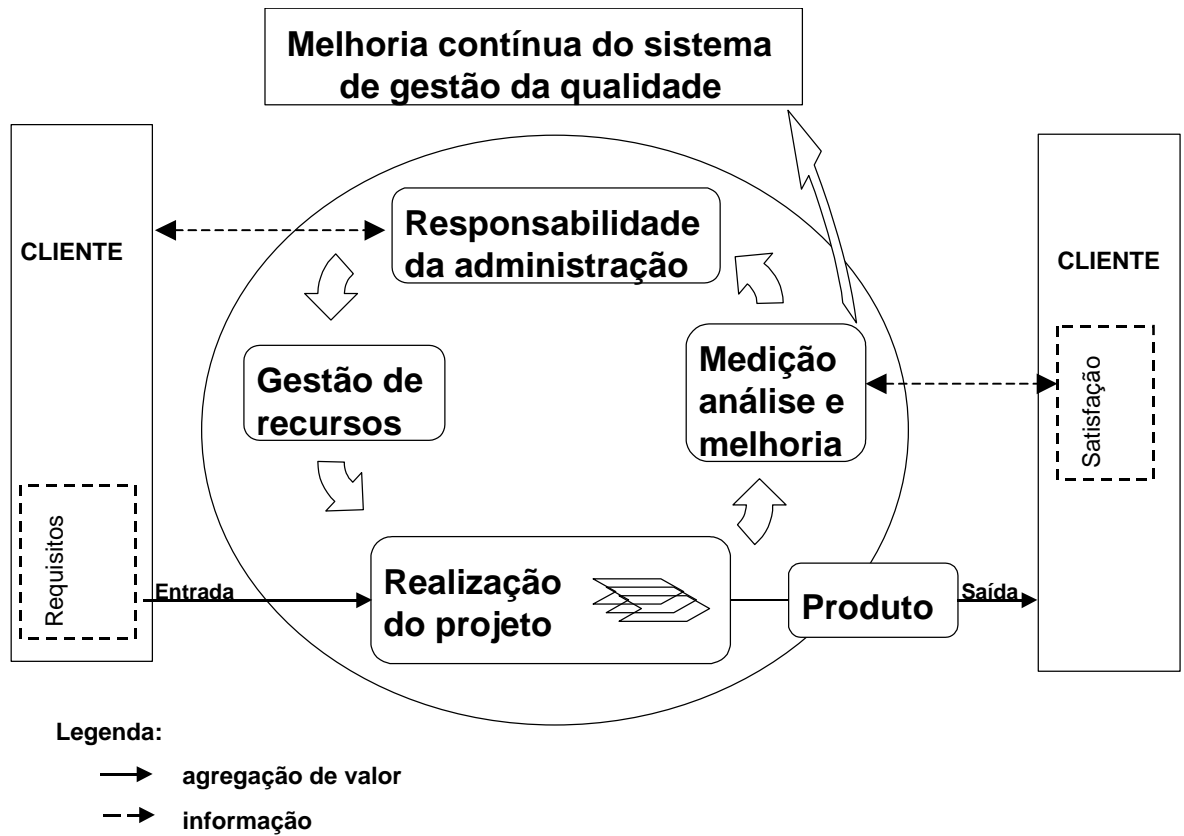 Melhoria contínua do sistema
de gestão da qualidade
CLIENTE
Responsabilidade
da administração
CLIENTE
Gestão de
recursos
Medição
análise e
melhoria
Satisfação
Requisitos
Entrada
Realização
do projeto
Produto
Saída
Legenda:
agregação de valor
informação